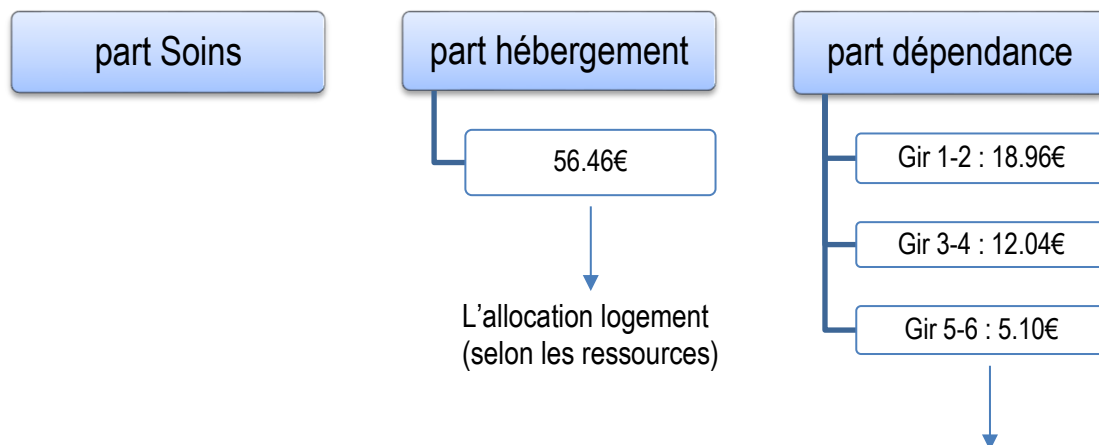 part Soins
part hébergement
part dépendance
56.46€
Gir 1-2 : 18.96€
Gir 3-4 : 12.04€
L'allocation logement
(selon les ressources)
Gir 5-6 : 5.10€